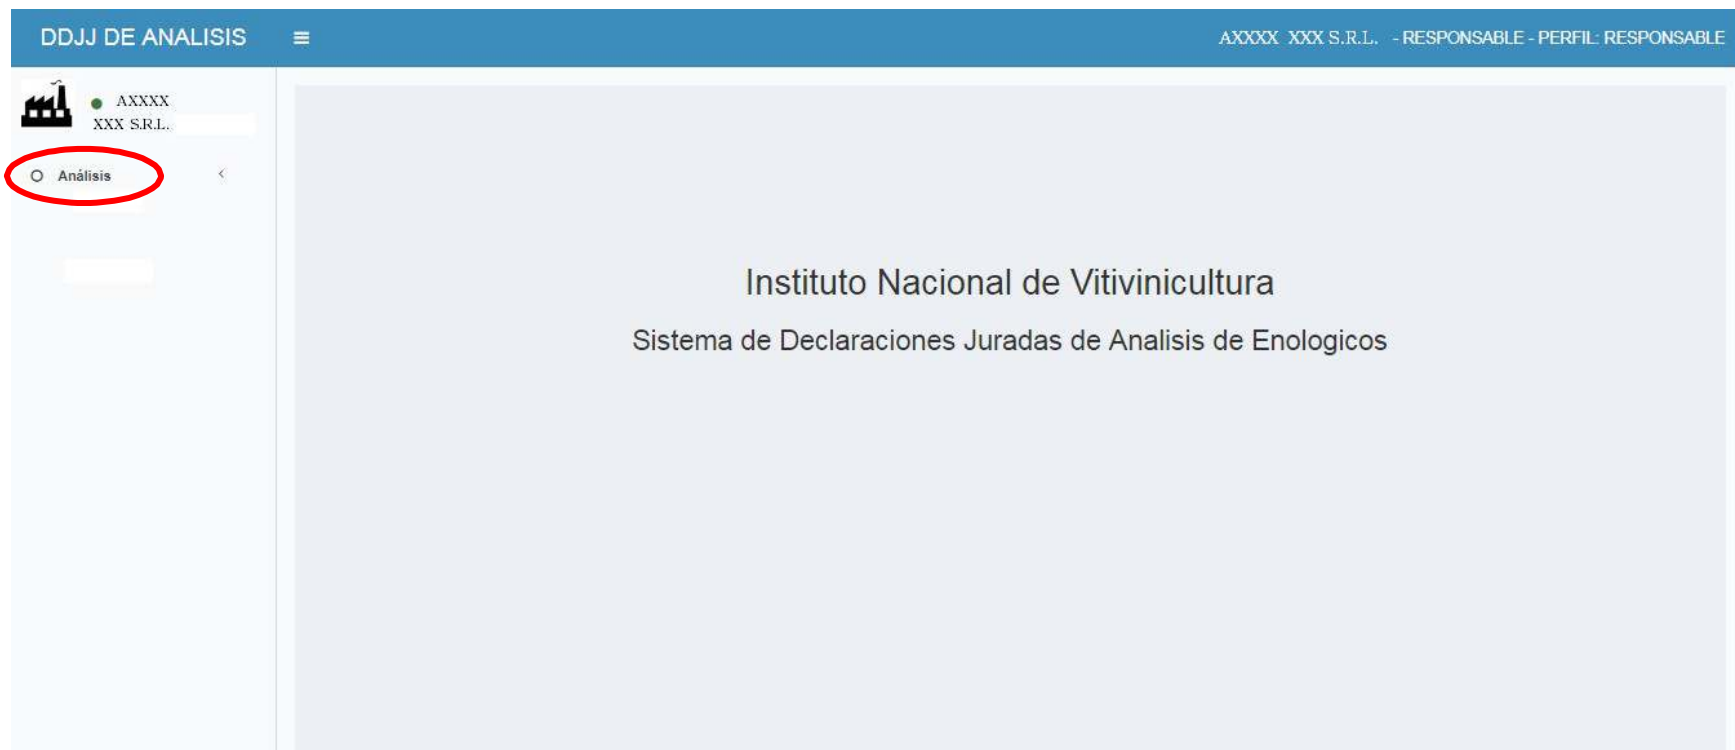 DDJJ DE ANALISIS
AXXXX XXX S.R.L. - RESPONSABLE - PERFIL: RESPONSABLE
AXXXX
XXX S.R.L.
Análisis
Instituto Nacional de Vitivinicultura
Sistema de Declaraciones Juradas de Analisis de Enologicos